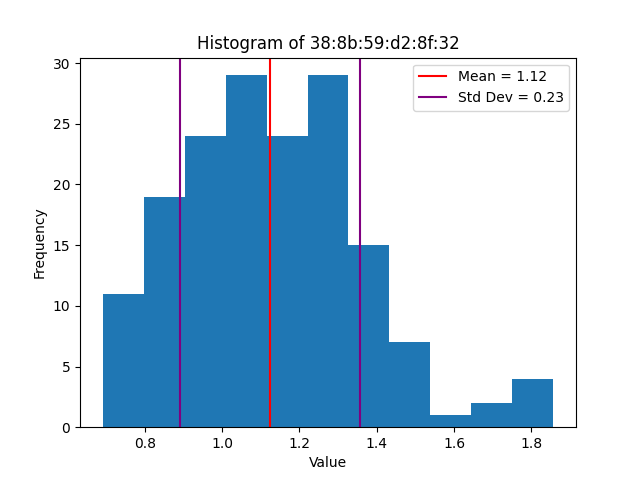 Histogram of 38:8b:59:d2:8f:32
Mean = 1.12
Std Dev = 0.23
30
25
20
15
10
5
0
Frequency
0.8 1.0 1.2 1.4 1.6 1.8
Value